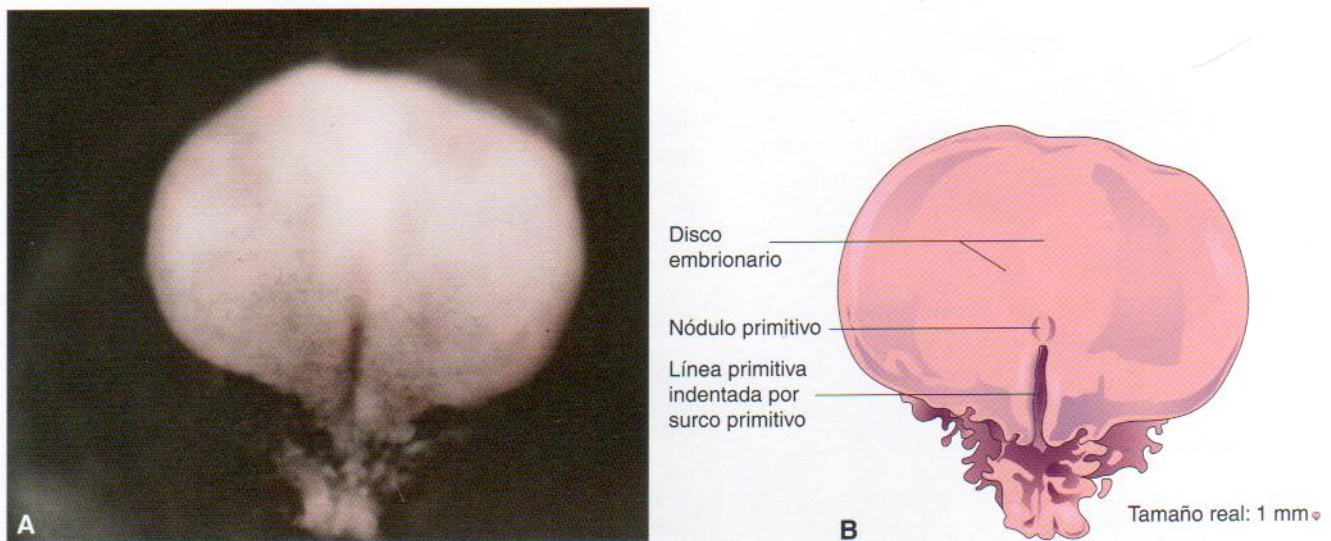 A
Disco
embrionario
Nódulo primitivo
Línea primitiva
indentada por
surco primitivo
B
Tamaño real: 1 mm